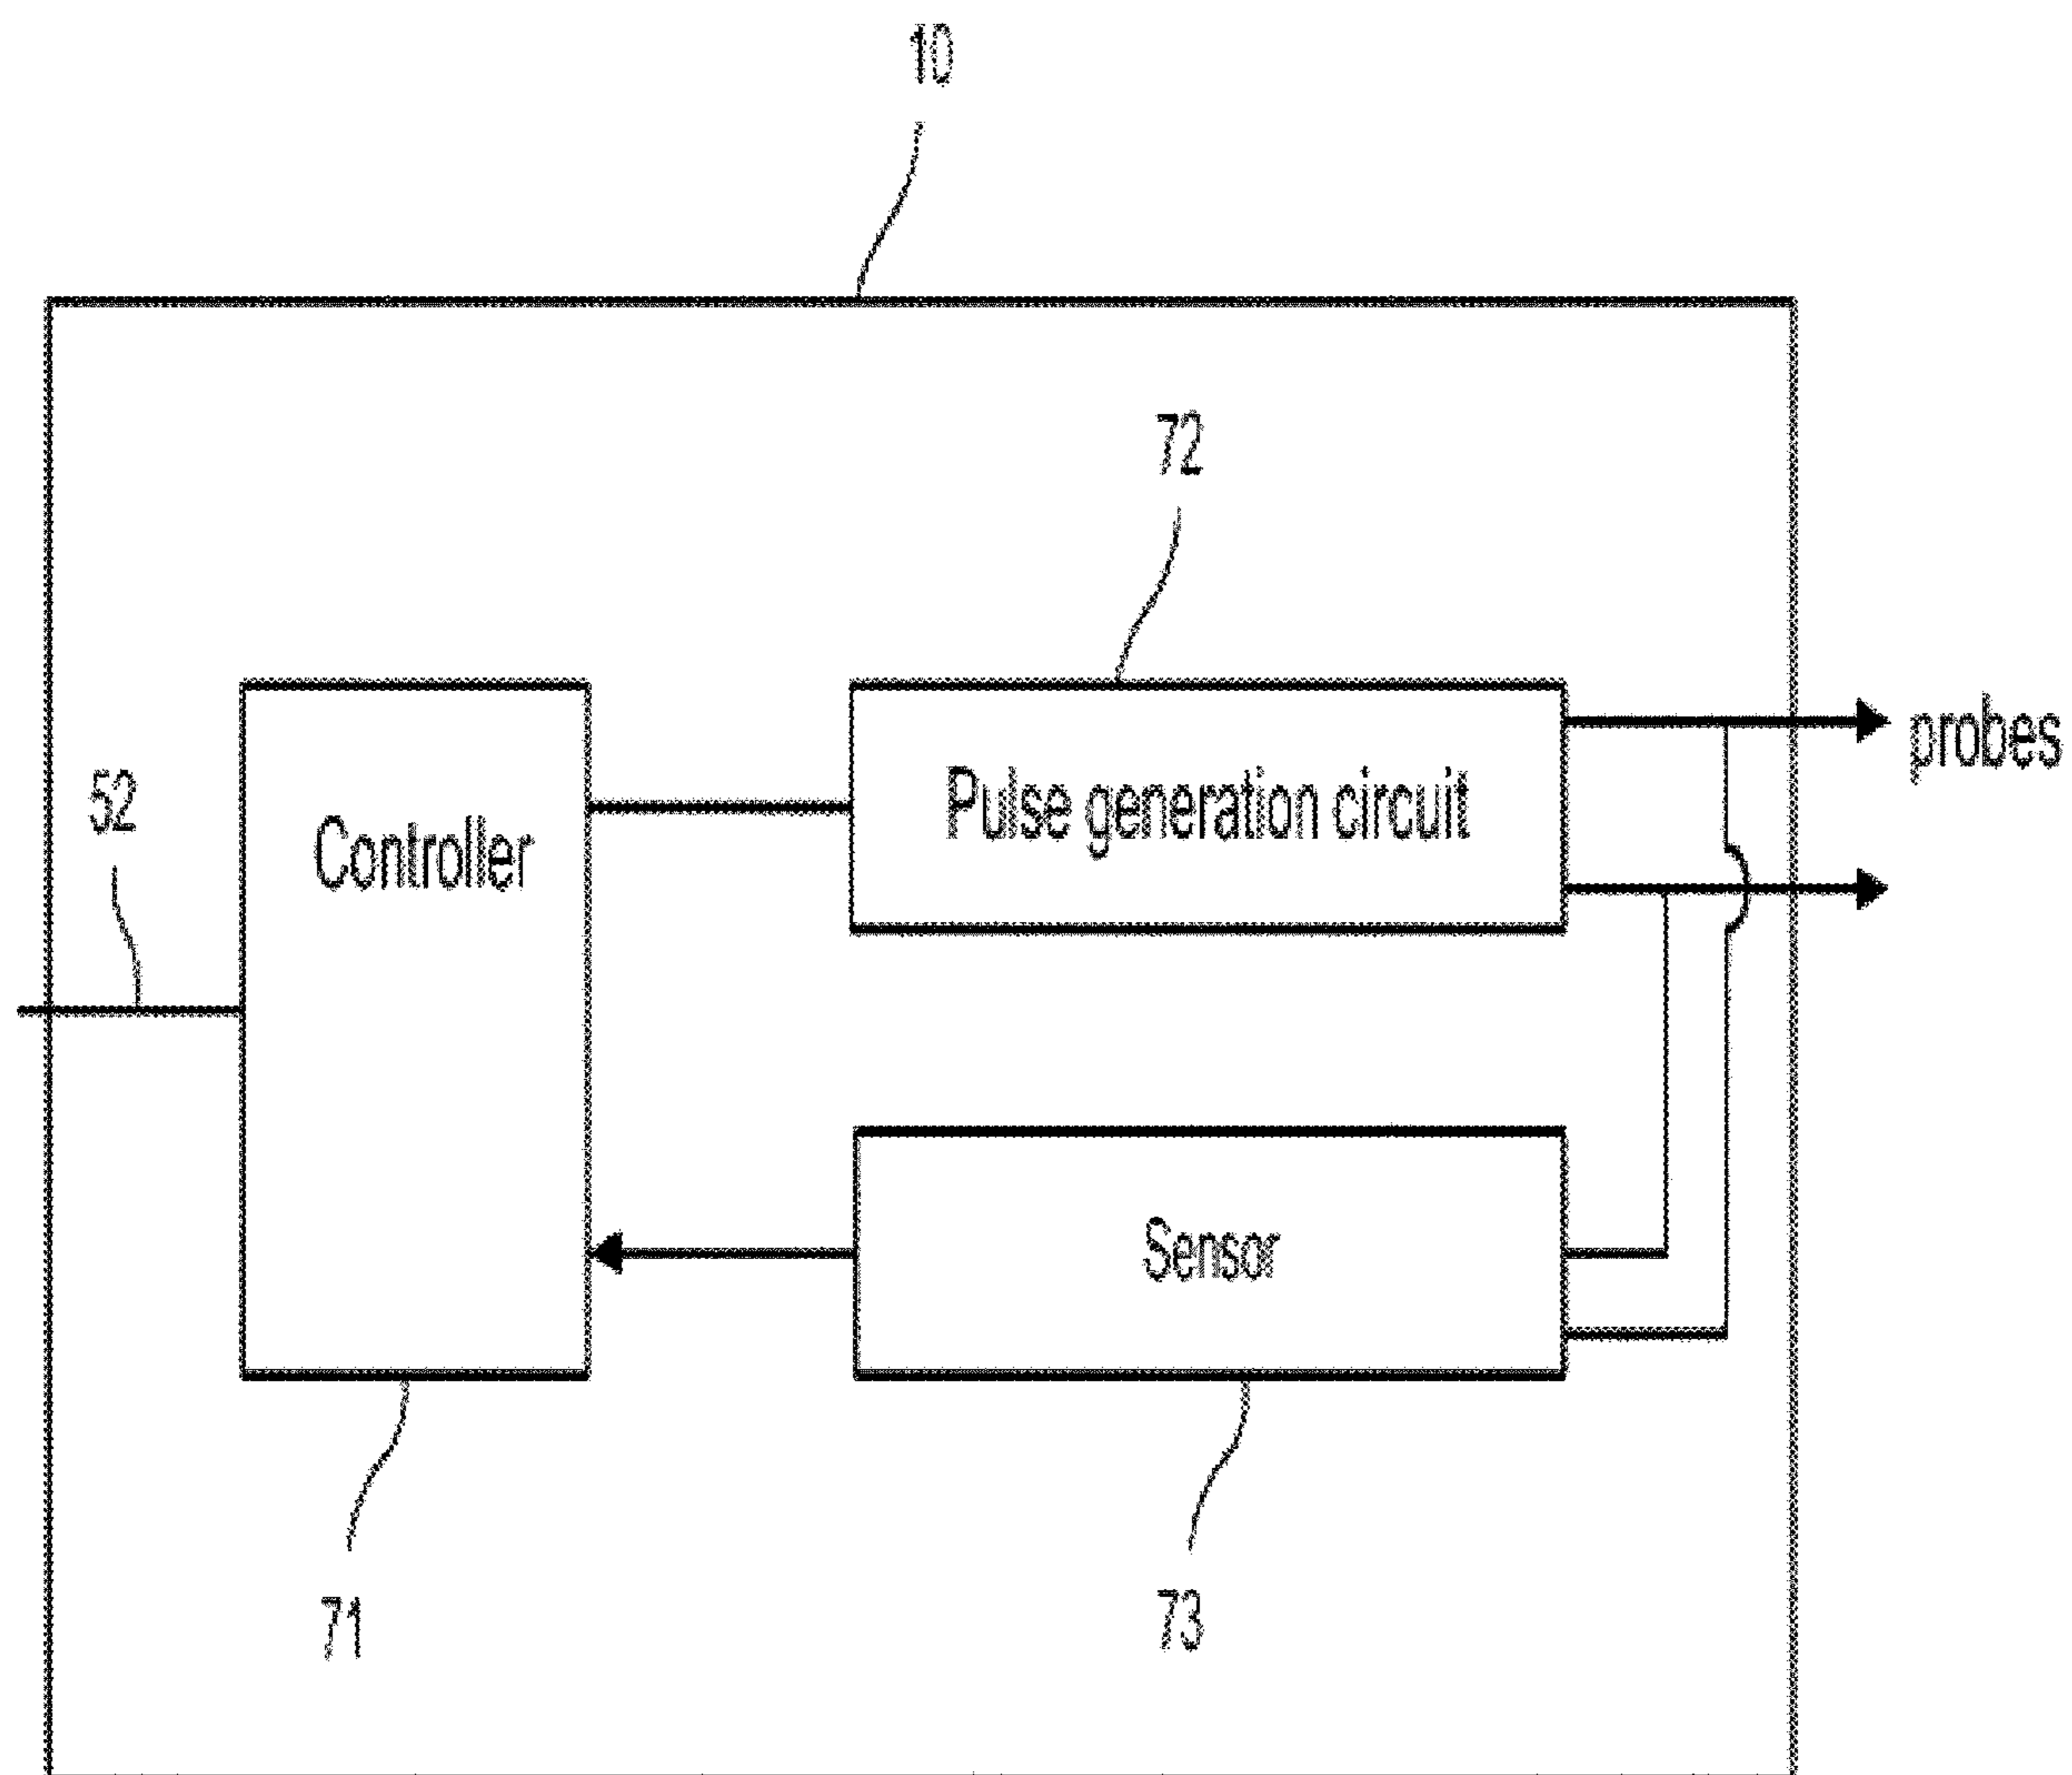 10
72
probes
52
Controller
Pulse generation circuit
Sensor
71
73